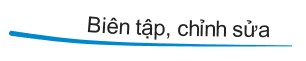 Biên tập, chỉnh sửa